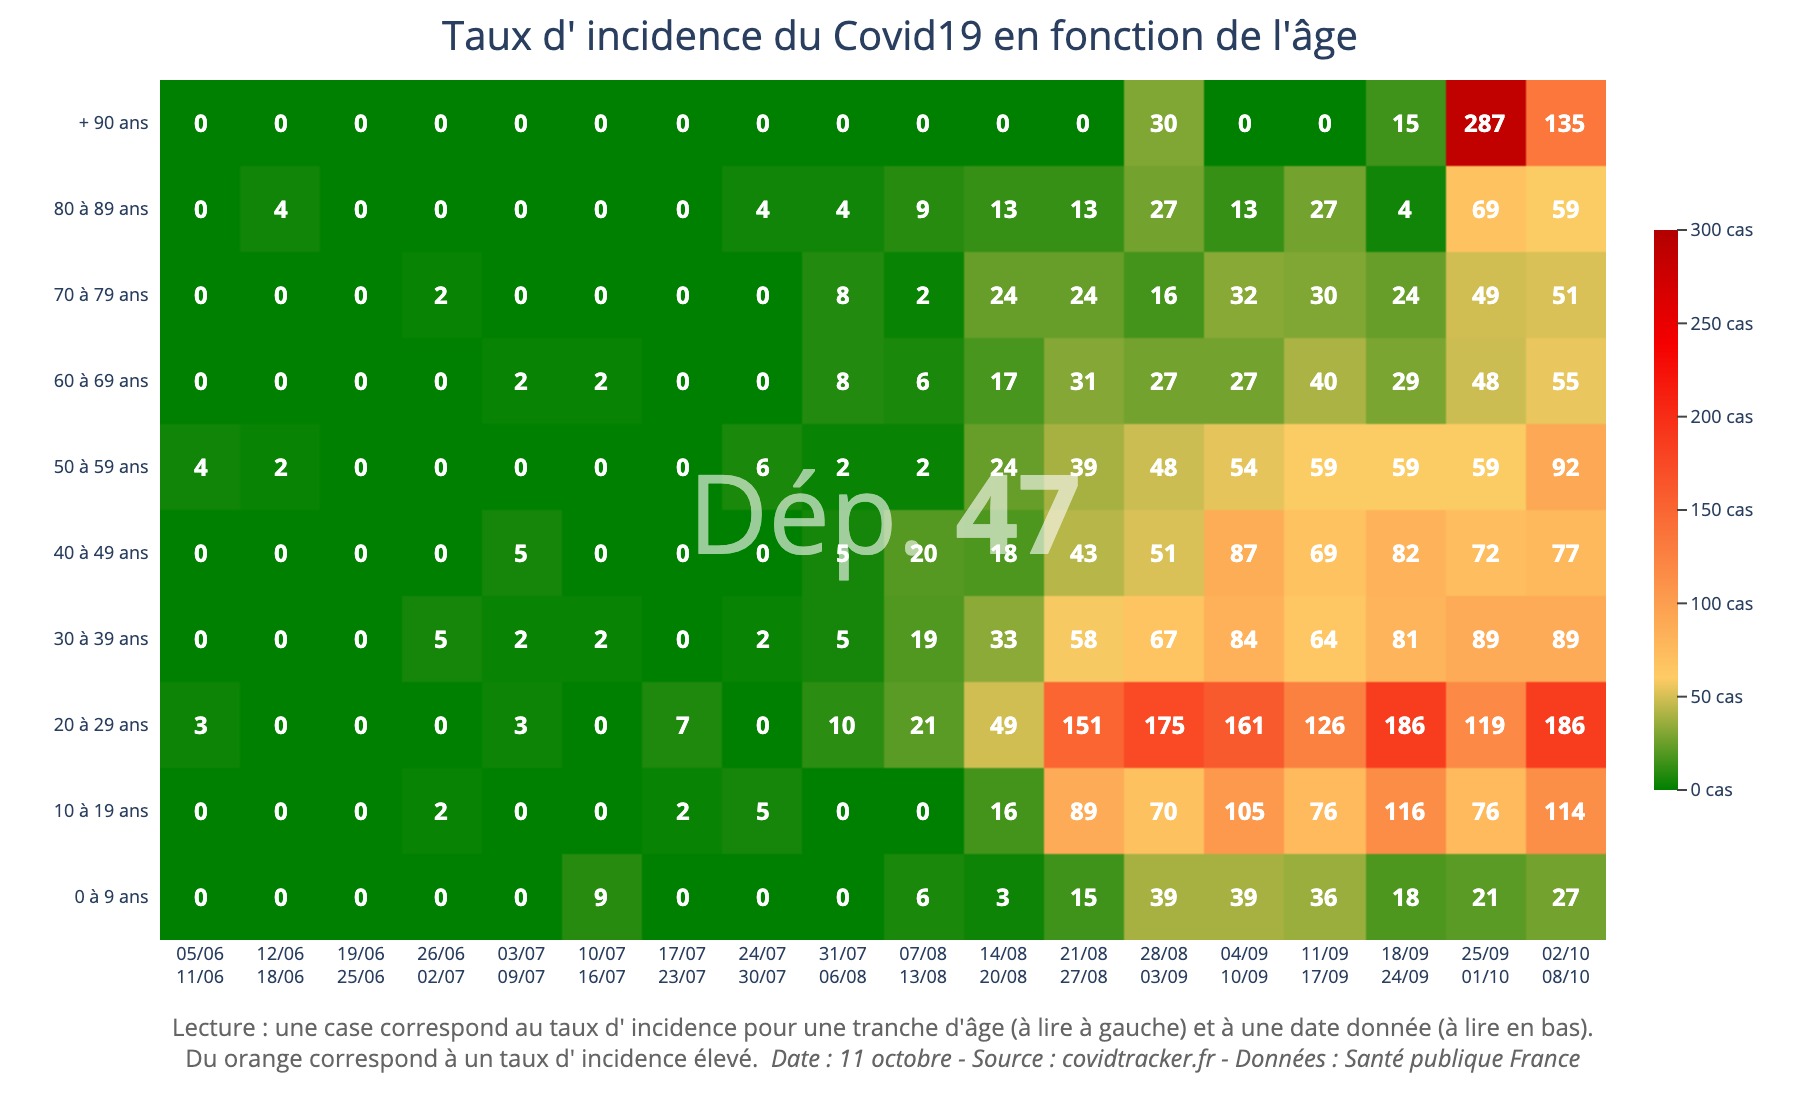 Taux d' incidence du Covid19 en fonction de l'âge
+ 90 ans 0 0 0 0 0 0 0 0 0 0 0 0 30 0 0 15 287 135
80 à 89 ans 0 4 0 0 0 0 0 4 4 9 13 13 27 13 27 4 69 59
70 à 79 ans 0 0 0 2 0 0 0 0 8 2 24 24 16 32 30 24 49 51
60 à 69 ans 0 0 0 0 2 2 0 0 8 6 17 31 27 27 40 29 48 55
50 à 59 ans 4 2 0 0 0 0 0 6 2 2 24 39 48 54 59 59 59 92
Dép. 47
40 à 49 ans 0 0 0 0 5 0 0 0 5 20 18 43 51 87 69 82 72 77
30 à 39 ans 0 0 0 5 2 2 0 2 5 19 33 58 67 84 64 81 89 89
20 à 29 ans 3 0 0 0 3 0 7 0 10 21 49 151 175 161 126 186 119 186
10 à 19 ans 0 0 0 2 0 0 2 5 0 0 16 89 70 105 76 116 76 114
0 à 9 ans 0 0 0 0 0 9 0 0 0 6 3 15 39 39 36 18 21 27
05/06 12/06 19/06 26/06 03/07 10/07 17/07 24/07 31/07 07/08 14/08 21/08 28/08 04/09 11/09 18/09 25/09 02/10
11/06 18/06 25/06 02/07 09/07 16/07 23/07 30/07 06/08 13/08 20/08 27/08 03/09 10/09 17/09 24/09 01/10 08/10
300 cas
250 cas
200 cas
150 cas
100 cas
50 cas
0 cas
Lecture : une case correspond au taux d' incidence pour une tranche d'âge (à lire à gauche) et à une date donnée (à lire en bas).
Du orange correspond à un taux d' incidence élevé. Date : 11 octobre - Source : covidtracker.fr - Données : Santé publique France